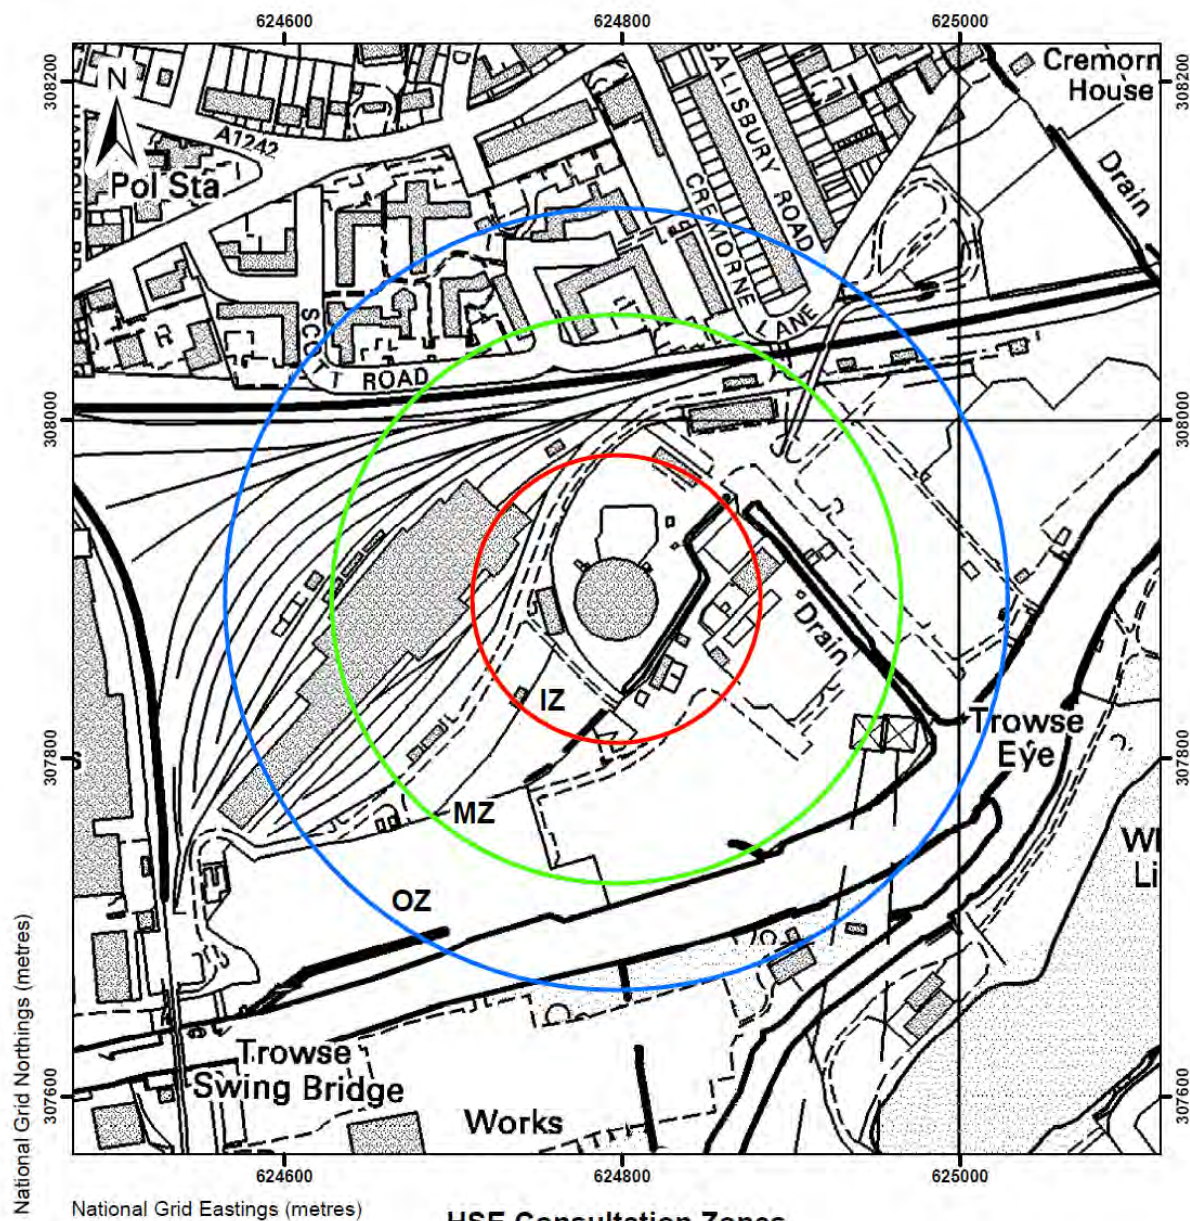 624600 624800 625000
308200
308200
N
Cremorn
House
A1242
Pol Sta
SALISBURY ROAD
CREMORNE
LANE
Drain
SCOTT ROAD
308000
308000
Drain
IZ
Trowse
Eye
307800
307800
MZ
OZ
Trowse
Swing Bridge
Works
307600
307600
National Grid Northings (metres)
624600 624800 625000
National Grid Eastings (metres)
HSE Consultation Zones